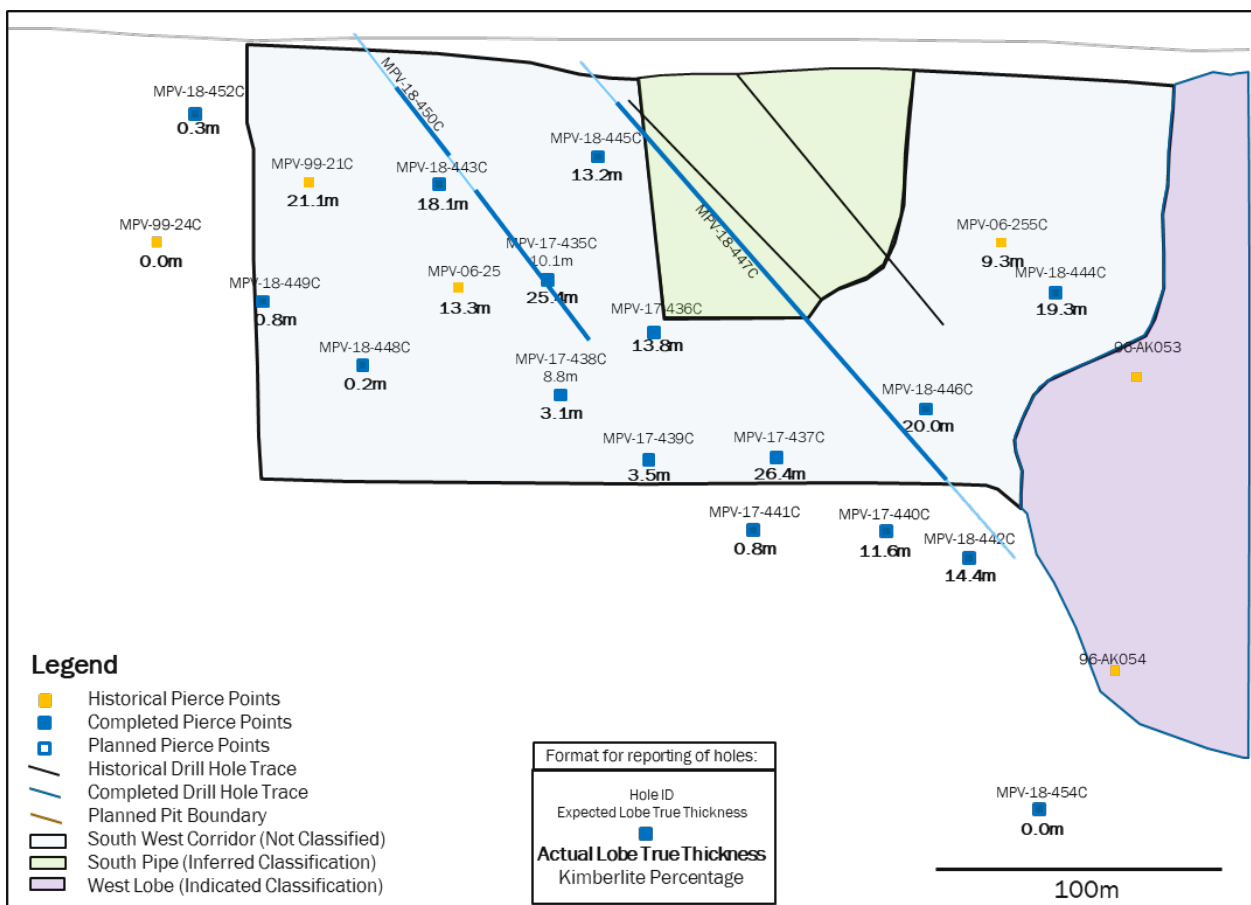 MPV-18-452C
0.3m
MPV-18-450C
MPV-18-445C
13.2m
MPV-99-21C
21.1m
MPV-18-443C
18.1m
MPV-99-24C
0.0m
MPV-17-435C
10.1m
25.4m
MPV-18-447C
MPV-06-255C
9.3m
MPV-18-444C
19.3m
MPV-06-25
13.3m
MPV-18-449C
0.8m
MPV-17-436C
13.8m
MPV-18-448C
0.2m
MPV-17-438C
8.8m
3.1m
96-AK053
MPV-18-446C
20.0m
MPV-17-439C
3.5m
MPV-17-437C
26.4m
MPV-17-441C
0.8m
MPV-17-440C
11.6m
MPV-18-442C
14.4m
96-AK054
Legend
Historical Pierce Points
Completed Pierce Points
Planned Pierce Points
Historical Drill Hole Trace
Completed Drill Hole Trace
Planned Pit Boundary
South West Corridor (Not Classified)
South Pipe (Inferred Classification)
West Lobe (Indicated Classification)
Format for reporting of holes:
Hole ID
Expected Lobe True Thickness
Actual Lobe True Thickness
Kimberlite Percentage
MPV-18-454C
0.0m
100m